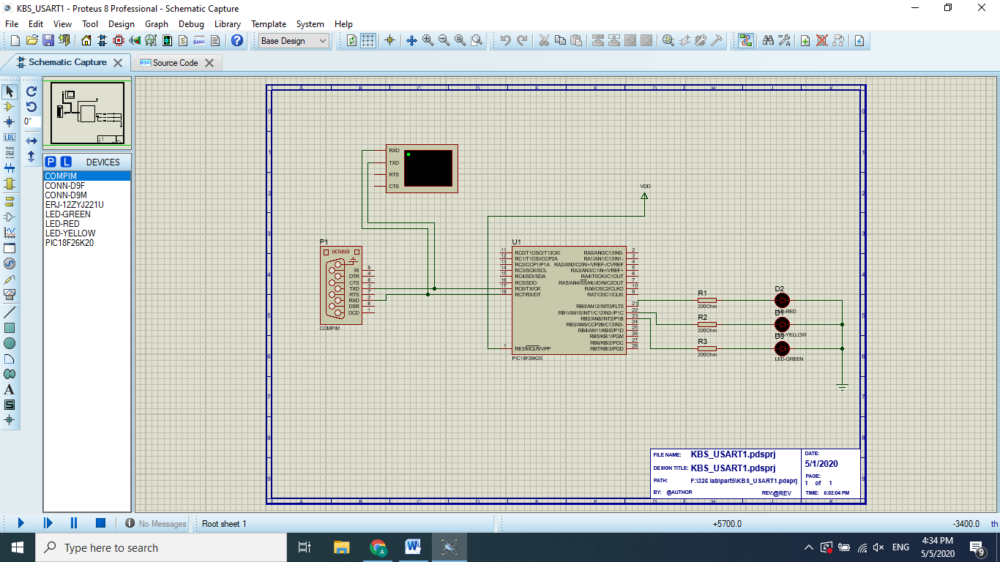 KBS_USART1 - Proteus 8 Professional - Schematic Capture
File Edit View Tool Design Graph Debug Library Template System Help
Base Design
Schematic Capture
Source Code
0°
P L DEVICES
COMPIM
CONN-D9F
CONN-D9M
ERJ-12ZYJ221U
LED-GREEN
LED-RED
LED-YELLOW
PIC18F26K20
LBL
A
S
A B C D E F G H J K
0 1 2 3 4 5 6 7 8 9
RXD
TXD
RTS
CTS
VDD
P1
ERROR
RI 9
DTR 4
CTS 8
TXD 3
RTS 7
RXD 2
DSR 6
DCD 1
COMPIM
U1
11 RC0/T1OSO/T13CKI RA0/AN0/C12IN0- 2
12 RC1/T1OSI/CCP2A RA1/AN1/C12IN1- 3
13 RC2/CCP1/P1A RA2/AN2/C2IN+/VREF-/CVREF 4
14 RC3/SCK/SCL RA3/AN3/C1IN+/VREF+ 5
15 RC4/SDI/SDA RA4/T0CKI/C1OUT 6
16 RC5/SDO RA5/AN4/SS/HLVDIN/C2OUT 7
17 RC6/TX/CK RA6/OSC2/CLKO 10
18 RC7/RX/DT RA7/OSC1/CLKI 9
RB0/AN12/INT0/FLT0 21
RB1/AN10/INT1/C12IN2-/P1C 22
RB2/AN8/INT2/P1B 23
RB3/AN9/CCP2B/C12IN3- 24
RB4/AN11/KBI0/P1D 25
RB5/KBI1/PGM 26
RB6/KBI2/PGC 27
1 RE3/MCLR/VPP RB7/KBI3/PGD 28
PIC18F26K20
R1
220Ohm
R2
220Ohm
R3
220Ohm
D2
LED-RED
D1
LED-YELLOW
D3
LED-GREEN
FILE NAME: KBS_USART1.pdsprj
DESIGN TITLE: KBS_USART1.pdsprj
PATH: F:\326 lab\part5\KBS_USART1.pdsprj
BY: @AUTHOR REV:@REV
DATE:
5/1/2020
PAGE:
1 of 1
TIME: 5:02:04 PM
A B C D E F G H J K
No Messages
Root sheet 1
+5700.0 -3400.0 th
Type here to search
ENG
4:34 PM
5/5/2020
9